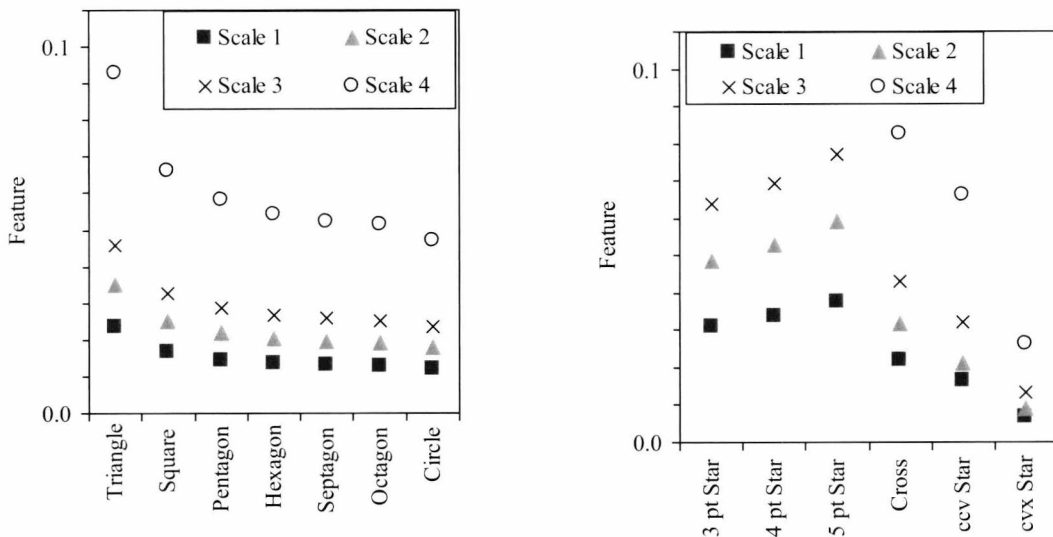 0.1
Scale 1
Scale 2
Scale 3
Scale 4
Feature
0.0
Triangle
Square
Pentagon
Hexagon
Septagon
Octagon
Circle
0.1
Scale 1
Scale 2
Scale 3
Scale 4
Feature
0.0
3 pt Star
4 pt Star
5 pt Star
Cross
ccv Star
cvx Star